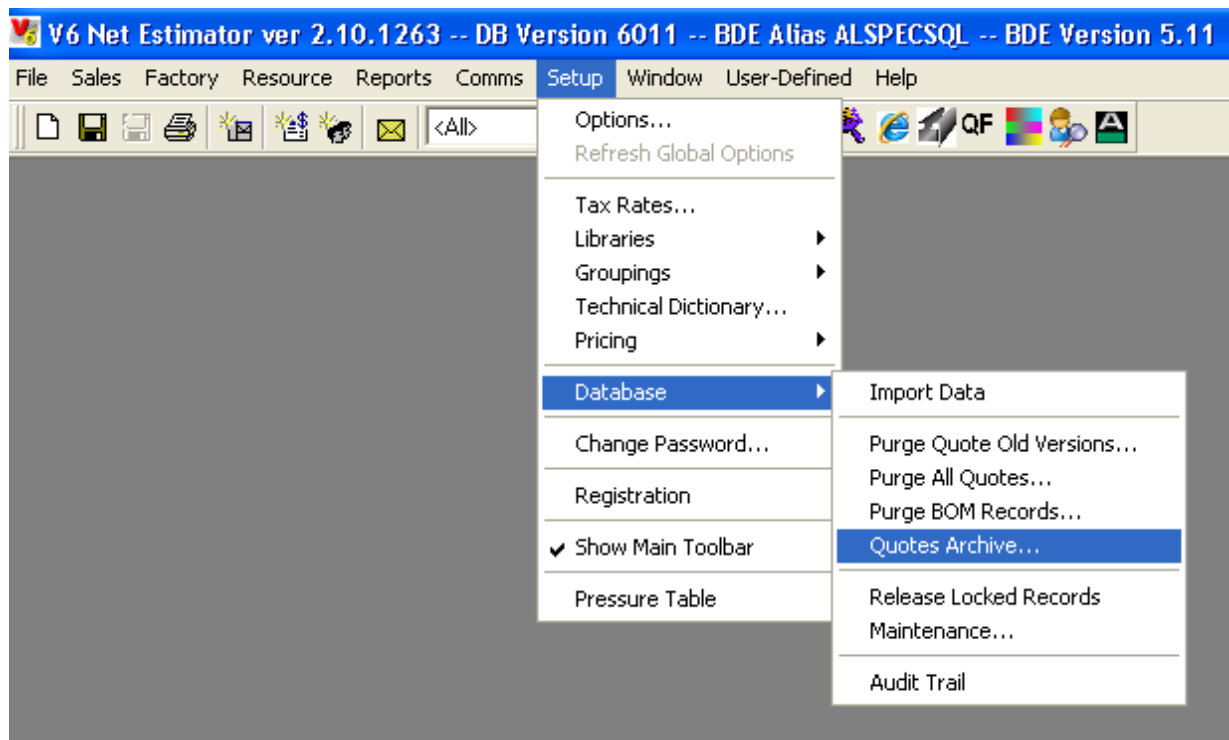 V6 Net Estimator ver 2.10.1263 -- DB Version 6011 -- BDE Alias ALSPECSQL -- BDE Version 5.11
File Sales Factory Resource Reports Comms Setup Window User-Defined Help
<All> QF A
Options...
Refresh Global Options
Tax Rates...
Libraries
Groupings
Technical Dictionary...
Pricing
Database
Change Password...
Registration
Show Main Toolbar
Pressure Table
Import Data
Purge Quote Old Versions...
Purge All Quotes...
Purge BOM Records...
Quotes Archive...
Release Locked Records
Maintenance...
Audit Trail